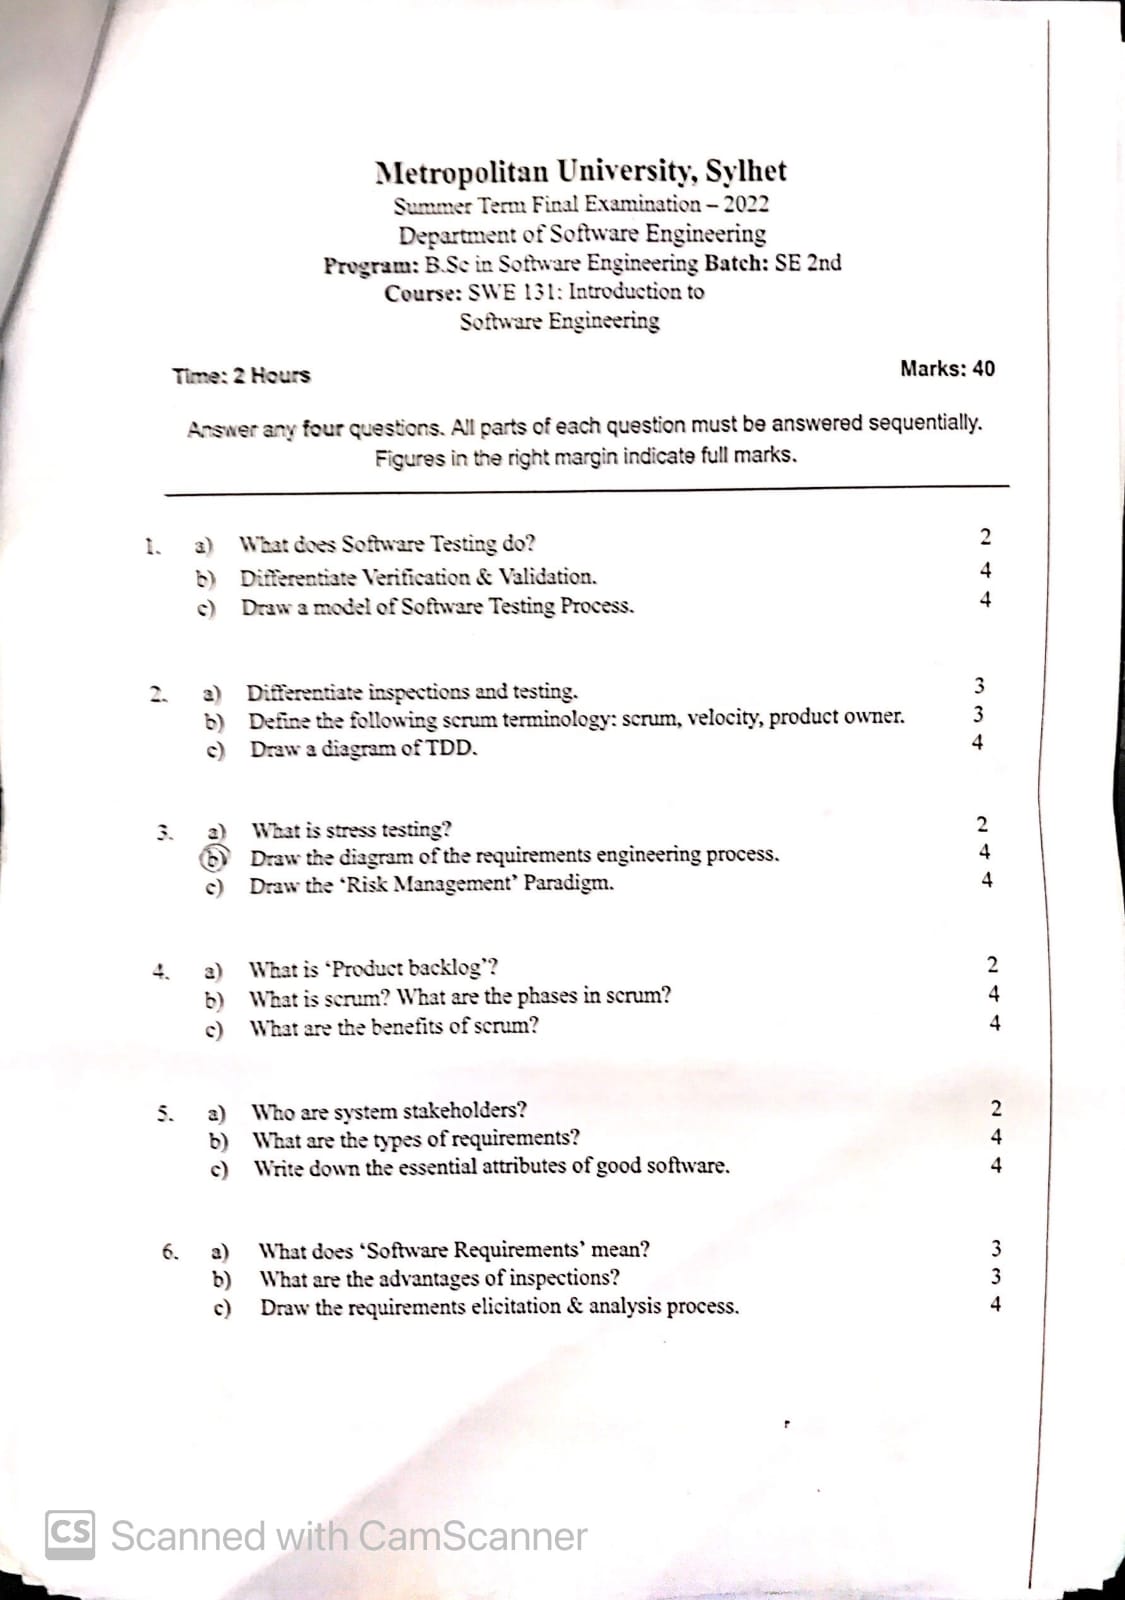 Metropolitan University, Sylhet
Summer Term Final Examination – 2022
Department of Software Engineering
Program: B.Sc in Software Engineering Batch: SE 2nd
Course: SWE 131: Introduction to
Software Engineering
Time: 2 Hours Marks: 40
Answer any four questions. All parts of each question must be answered sequentially.
Figures in the right margin indicate full marks.
1. a) What does Software Testing do? 2
b) Differentiate Verification & Validation. 4
c) Draw a model of Software Testing Process. 4
2. a) Differentiate inspections and testing. 3
b) Define the following scrum terminology: scrum, velocity, product owner. 3
c) Draw a diagram of TDD. 4
3. a) What is stress testing? 2
b) Draw the diagram of the requirements engineering process. 4
c) Draw the ‘Risk Management’ Paradigm. 4
4. a) What is ‘Product backlog’? 2
b) What is scrum? What are the phases in scrum? 4
c) What are the benefits of scrum? 4
5. a) Who are system stakeholders? 2
b) What are the types of requirements? 4
c) Write down the essential attributes of good software. 4
6. a) What does ‘Software Requirements’ mean? 3
b) What are the advantages of inspections? 3
c) Draw the requirements elicitation & analysis process. 4
CS Scanned with CamScanner